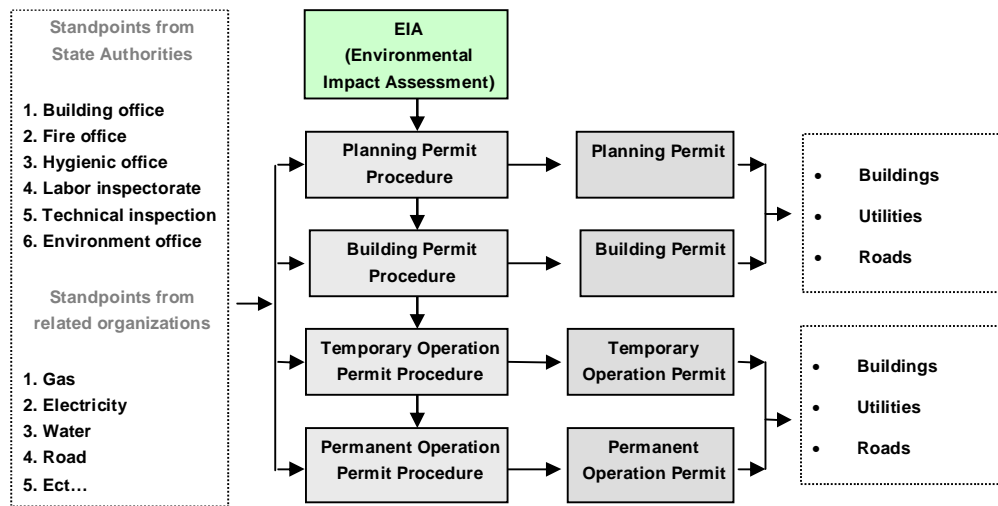 Standpoints from
State Authorities
1. Building office
2. Fire office
3. Hygienic office
4. Labor inspectorate
5. Technical inspection
6. Environment office
Standpoints from
related organizations
1. Gas
2. Electricity
3. Water
4. Road
5. Ect…
EIA
(Environmental
Impact Assessment)
Planning Permit
Procedure
Building Permit
Procedure
Temporary Operation
Permit Procedure
Permanent Operation
Permit Procedure
Planning Permit
Building Permit
Temporary
Operation Permit
Permanent
Operation Permit
• Buildings
• Utilities
• Roads
• Buildings
• Utilities
• Roads